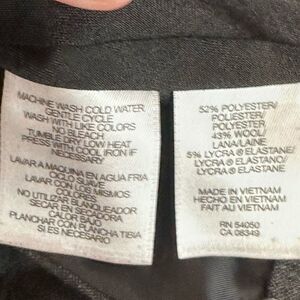 MACHINE WASH COLD WATER
GENTLE CYCLE
WASH WITH LIKE COLORS
NO BLEACH
TUMBLE DRY LOW HEAT
PRESS WITH COOL IRON IF
NECESSARY
LAVAR A MAQUINA EN AGUA FRIA
CICLO SUAVE
LAVAR CON LOS MISMOS
COLORES
NO UTILIZAR BLANQUEADOR
SECAR EN SECADORA
CALOR BAJO
PLANCHAR CON PLANCHA TIBIA
SI ES NECESARIO
52% POLYESTER/
POLIESTER/
POLYESTER
43% WOOL/
LANA/LAINE
5% LYCRA ® ELASTANE/
LYCRA ® ELASTANO/
LYCRA ® ELASTANE
MADE IN VIETNAM
HECHO EN VIETNAM
FAIT AU VIETNAM
RN 54050
CA 08349